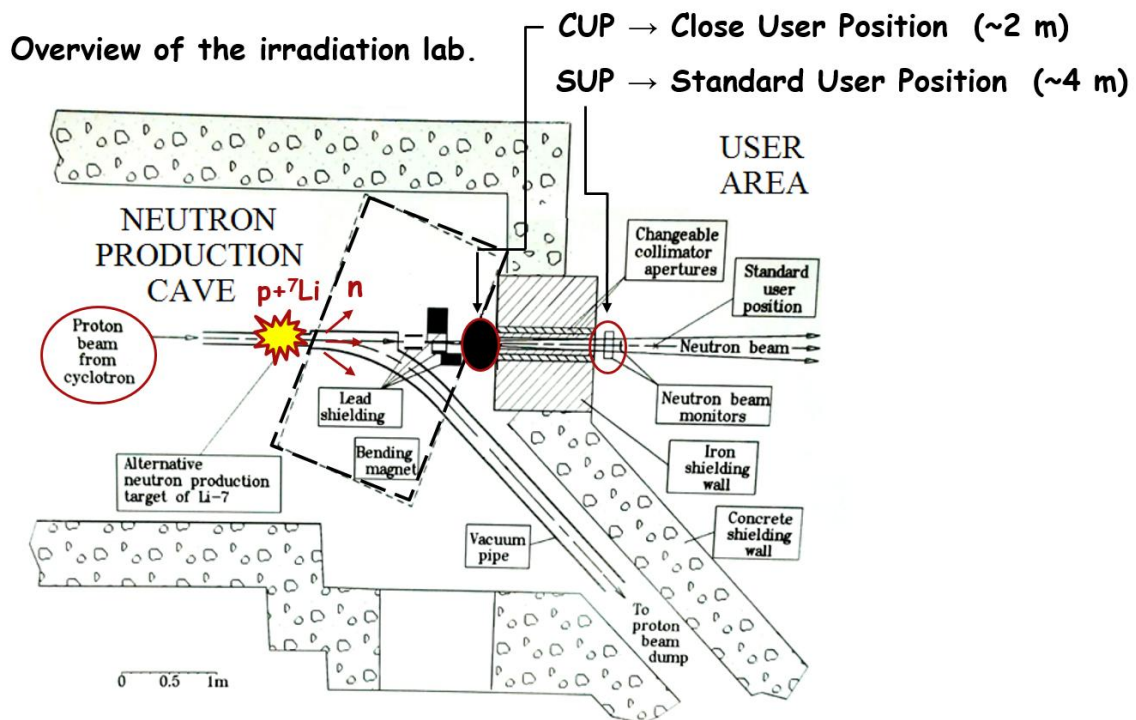 CUP → Close User Position (~2 m)
Overview of the irradiation lab.
SUP → Standard User Position (~4 m)
USER
AREA
NEUTRON
PRODUCTION
CAVE
p+⁷Li
n
Changeable
collimator
apertures
Standard
user
position
Proton
beam
from
cyclotron
Neutron beam
Lead
shielding
Neutron beam
monitors
Bending
magnet
Iron
shielding
wall
Alternative
neutron production
target of Li-7
Concrete
shielding
wall
Vacuum
pipe
To
proton
beam
dump
0 0.5 1m